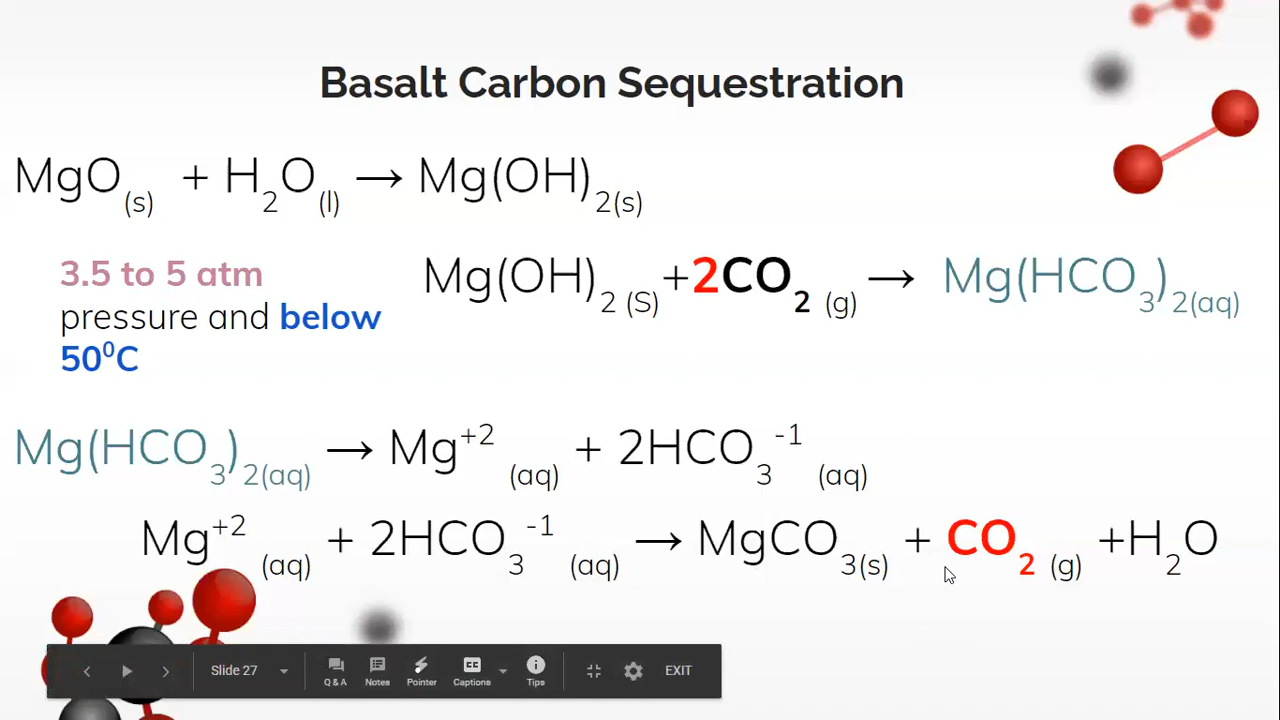 Basalt Carbon Sequestration
MgO(s) + H₂O(l) → Mg(OH)₂(s)
3.5 to 5 atm
pressure and below
50⁰C
Mg(OH)₂ (S)+2CO₂ (g) → Mg(HCO₃)₂(aq)
Mg(HCO₃)₂(aq) → Mg⁺² (aq) + 2HCO₃⁻¹ (aq)
Mg⁺² (aq) + 2HCO₃⁻¹ (aq) → MgCO₃(s) + CO₂ (g) +H₂O
Slide 27 Q & A Notes Pointer Captions Tips EXIT